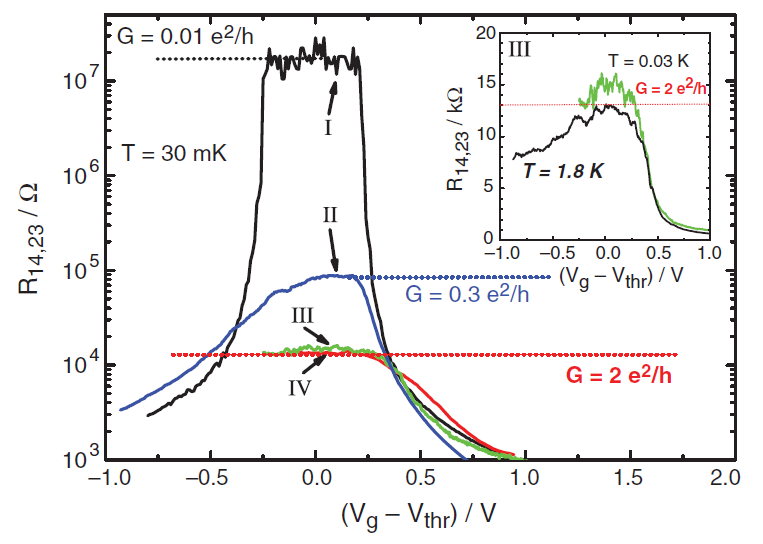 G = 0.01 e²/h
T = 30 mK
I
II
III
IV
G = 0.3 e²/h
G = 2 e²/h
R14,23 / Ω
10⁷
10⁶
10⁵
10⁴
10³
−1.0 −0.5 0.0 0.5 1.0 1.5 2.0
(Vg − Vthr) / V
III
T = 0.03 K
G = 2 e²/h
T = 1.8 K
R14,23 / kΩ
20
15
10
5
0
−1.0 −0.5 0.0 0.5 1.0
(Vg − Vthr) / V